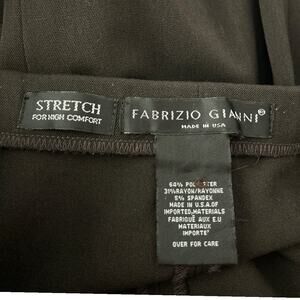 STRETCH
FOR HIGH COMFORT
FABRIZIO GIANNI®
MADE IN USA
64% POLYESTER
31%RAYON/RAYONNE
5% SPANDEX
MADE IN U.S.A.OF
IMPORTED MATERIALS
FABRIQUÉ AUX E.U
MATERIAUX
IMPORTÉ
OVER FOR CARE